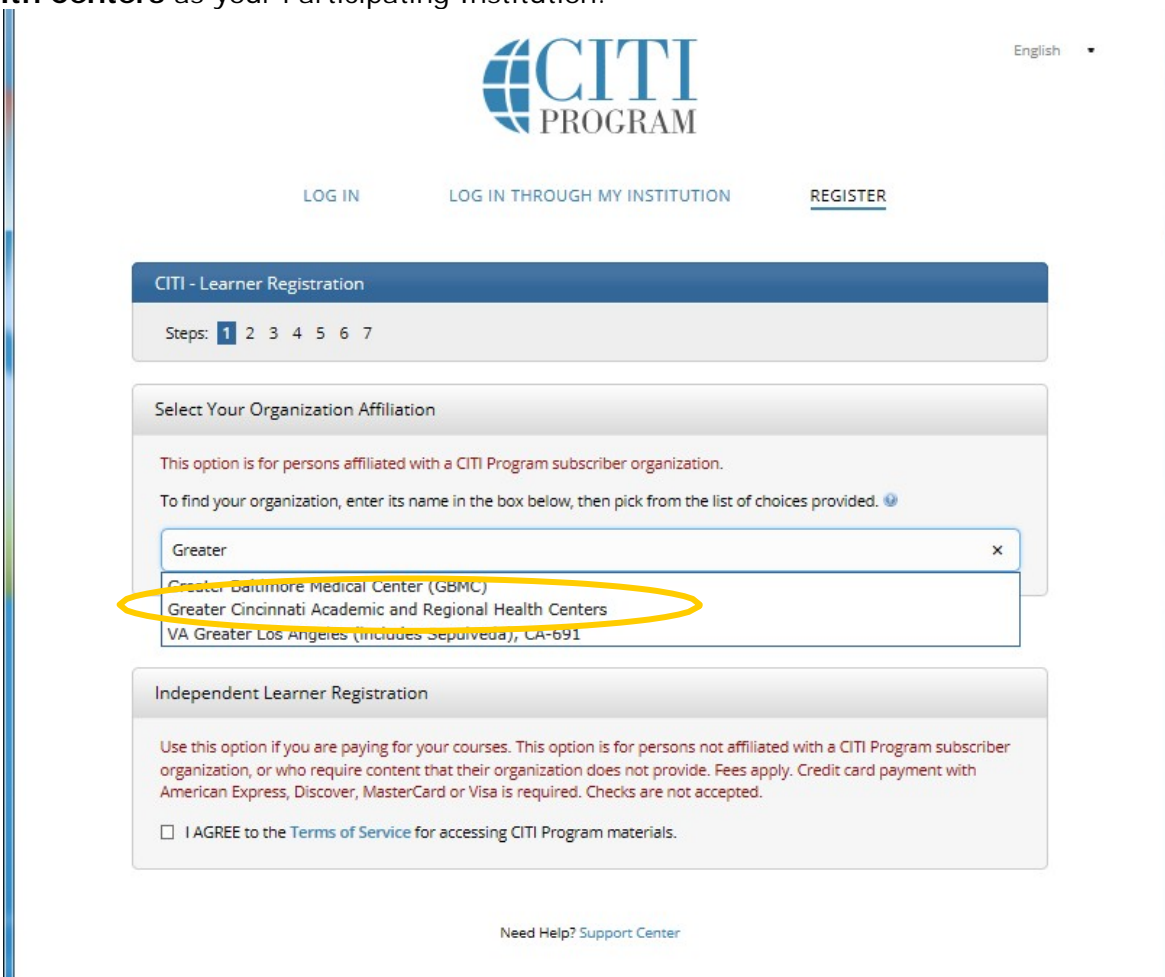 lth Centers as your Participating Institution.
English
CITI
PROGRAM
LOG IN LOG IN THROUGH MY INSTITUTION REGISTER
CITI - Learner Registration
Steps: 1 2 3 4 5 6 7
Select Your Organization Affiliation
This option is for persons affiliated with a CITI Program subscriber organization.
To find your organization, enter its name in the box below, then pick from the list of choices provided.
Greater ×
Greater Baltimore Medical Center (GBMC)
Greater Cincinnati Academic and Regional Health Centers
VA Greater Los Angeles (includes Sepulveda), CA-691
Independent Learner Registration
Use this option if you are paying for your courses. This option is for persons not affiliated with a CITI Program subscriber
organization, or who require content that their organization does not provide. Fees apply. Credit card payment with
American Express, Discover, MasterCard or Visa is required. Checks are not accepted.
I AGREE to the Terms of Service for accessing CITI Program materials.
Need Help? Support Center